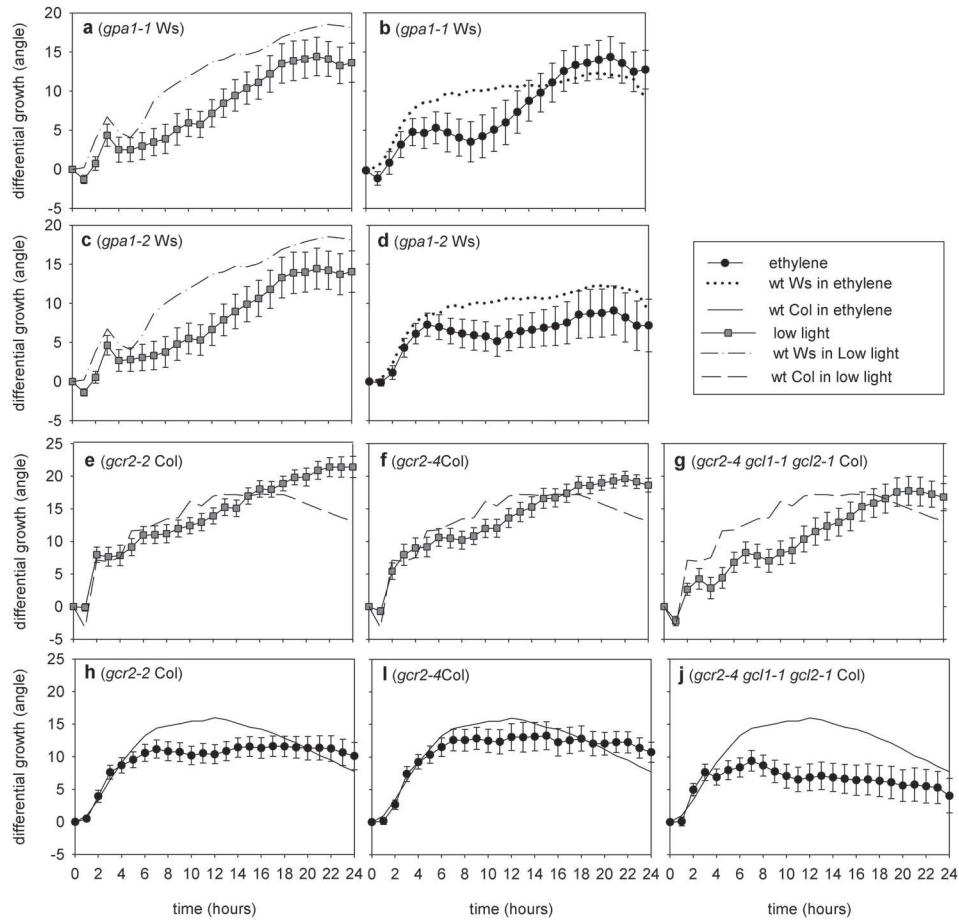 a (gpa1-1 Ws)
b (gpa1-1 Ws)
differential growth (angle)
20
15
10
5
0
-5
c (gpa1-2 Ws)
d (gpa1-2 Ws)
differential growth (angle)
20
15
10
5
0
-5
ethylene
wt Ws in ethylene
wt Col in ethylene
low light
wt Ws in Low light
wt Col in low light
e (gcr2-2 Col)
f (gcr2-4Col)
g (gcr2-4 gcl1-1 gcl2-1 Col)
differential growth (angle)
25
20
15
10
5
0
-5
h (gcr2-2 Col)
I (gcr2-4Col)
j (gcr2-4 gcl1-1 gcl2-1 Col)
differential growth (angle)
25
20
15
10
5
0
-5
0 2 4 6 8 10 12 14 16 18 20 22 24
0 2 4 6 8 10 12 14 16 18 20 22 24
0 2 4 6 8 10 12 14 16 18 20 22 24
time (hours)
time (hours)
time (hours)